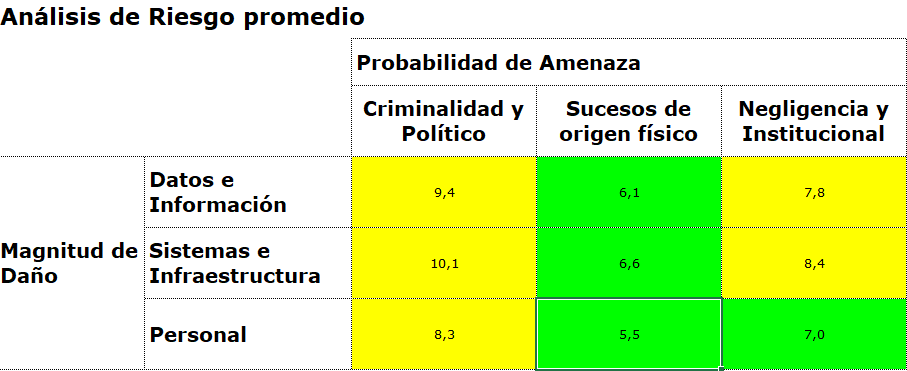 Análisis de Riesgo promedio
Probabilidad de Amenaza
Criminalidad y
Político
Sucesos de
origen físico
Negligencia y
Institucional
Magnitud de
Daño
Datos e
Información
9,4
6,1
7,8
Sistemas e
Infraestructura
10,1
6,6
8,4
Personal
8,3
5,5
7,0